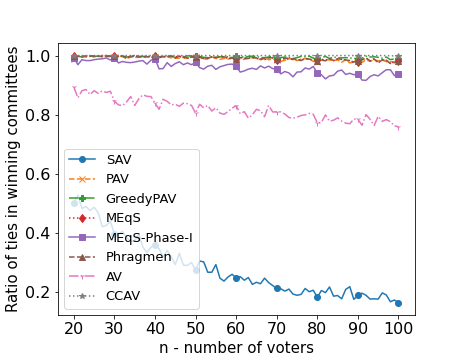 Ratio of ties in winning committees
1.0
0.8
0.6
0.4
0.2
SAV
PAV
GreedyPAV
MEqS
MEqS-Phase-I
Phragmen
AV
CCAV
20 30 40 50 60 70 80 90 100
n - number of voters